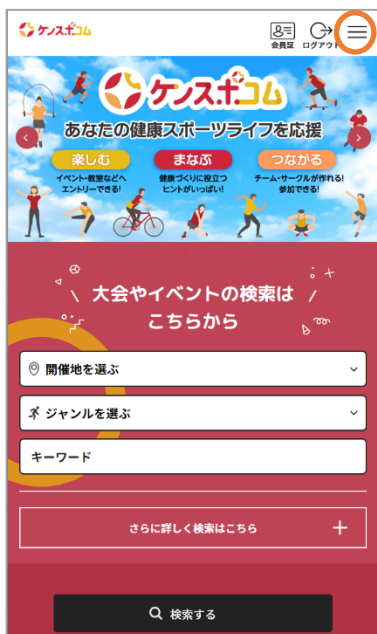 ケンスポコム
会員証 ログアウト
ケンスポコム
あなたの健康スポーツライフを応援
楽しむ まなぶ つながる
イベント・教室などへ 健康づくりに役立つ チーム・サークルが作れる!
エントリーできる! ヒントがいっぱい! 参加できる!
大会やイベントの検索は
こちらから
開催地を選ぶ
ジャンルを選ぶ
キーワード
さらに詳しく検索はこちら
検索する